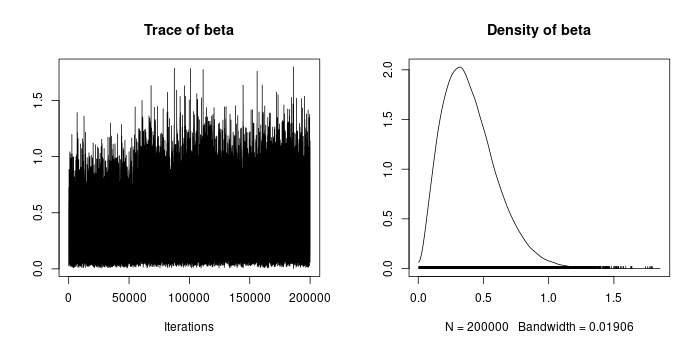 Trace of beta
0.0 0.5 1.0 1.5
0 50000 100000 150000 200000
Iterations
Density of beta
0.0 0.5 1.0 1.5 2.0
0.0 0.5 1.0 1.5
N = 200000 Bandwidth = 0.01906